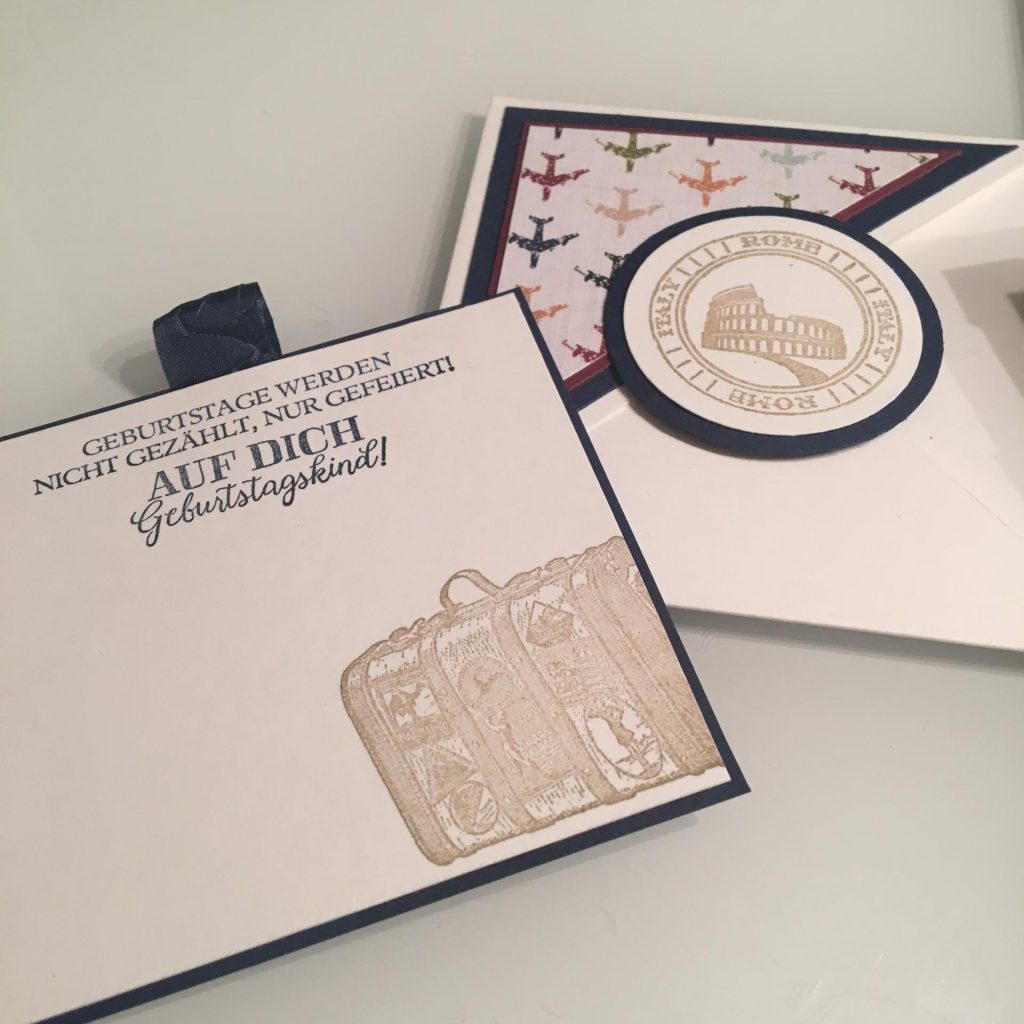 GEBURTSTAGE WERDEN
NICHT GEZÄHLT, NUR GEFEIERT!
AUF DICH
Geburtstagskind!
ROME
ITALY
ITALY
ROME